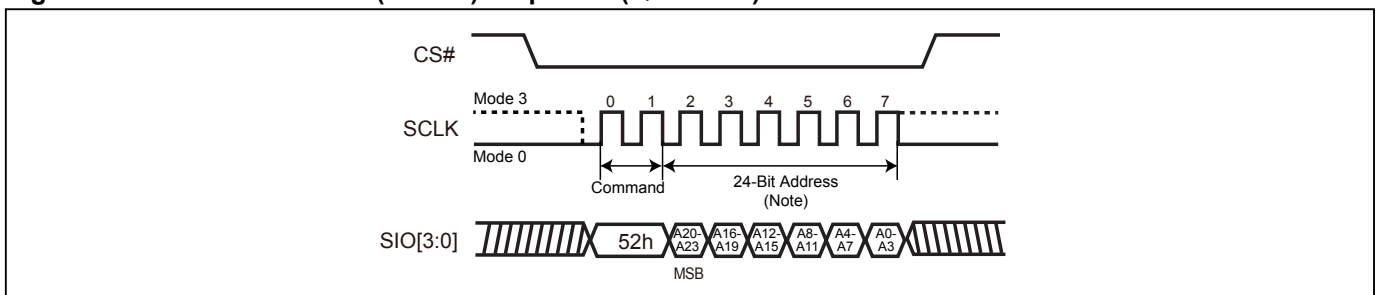 CS#
Mode 3
0 1 2 3 4 5 6 7
SCLK
Mode 0
Command
24-Bit Address
(Note)
SIO[3:0]
52h
A20-
A23
A16-
A19
A12-
A15
A8-
A11
A4-
A7
A0-
A3
MSB